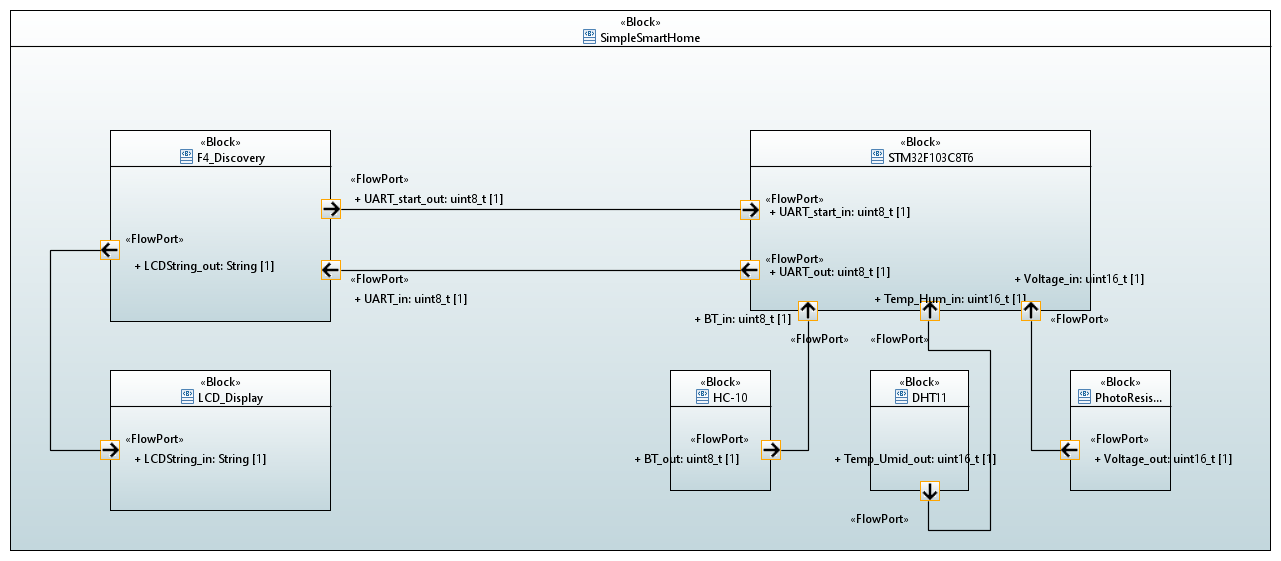 «Block»
SimpleSmartHome
«Block»
F4_Discovery
«FlowPort»
+ UART_start_out: uint8_t [1]
«FlowPort»
+ LCDString_out: String [1]
«FlowPort»
+ UART_in: uint8_t [1]
«Block»
STM32F103C8T6
«FlowPort»
+ UART_start_in: uint8_t [1]
«FlowPort»
+ UART_out: uint8_t [1]
+ Voltage_in: uint16_t [1]
+ Temp_Hum_in: uint16_t [1]
+ BT_in: uint8_t [1]
«FlowPort»
«FlowPort»
«FlowPort»
«Block»
LCD_Display
«FlowPort»
+ LCDString_in: String [1]
«Block»
HC-10
«FlowPort»
+ BT_out: uint8_t [1]
«Block»
DHT11
+ Temp_Umid_out: uint16_t [1]
«FlowPort»
«Block»
PhotoResis...
«FlowPort»
+ Voltage_out: uint16_t [1]